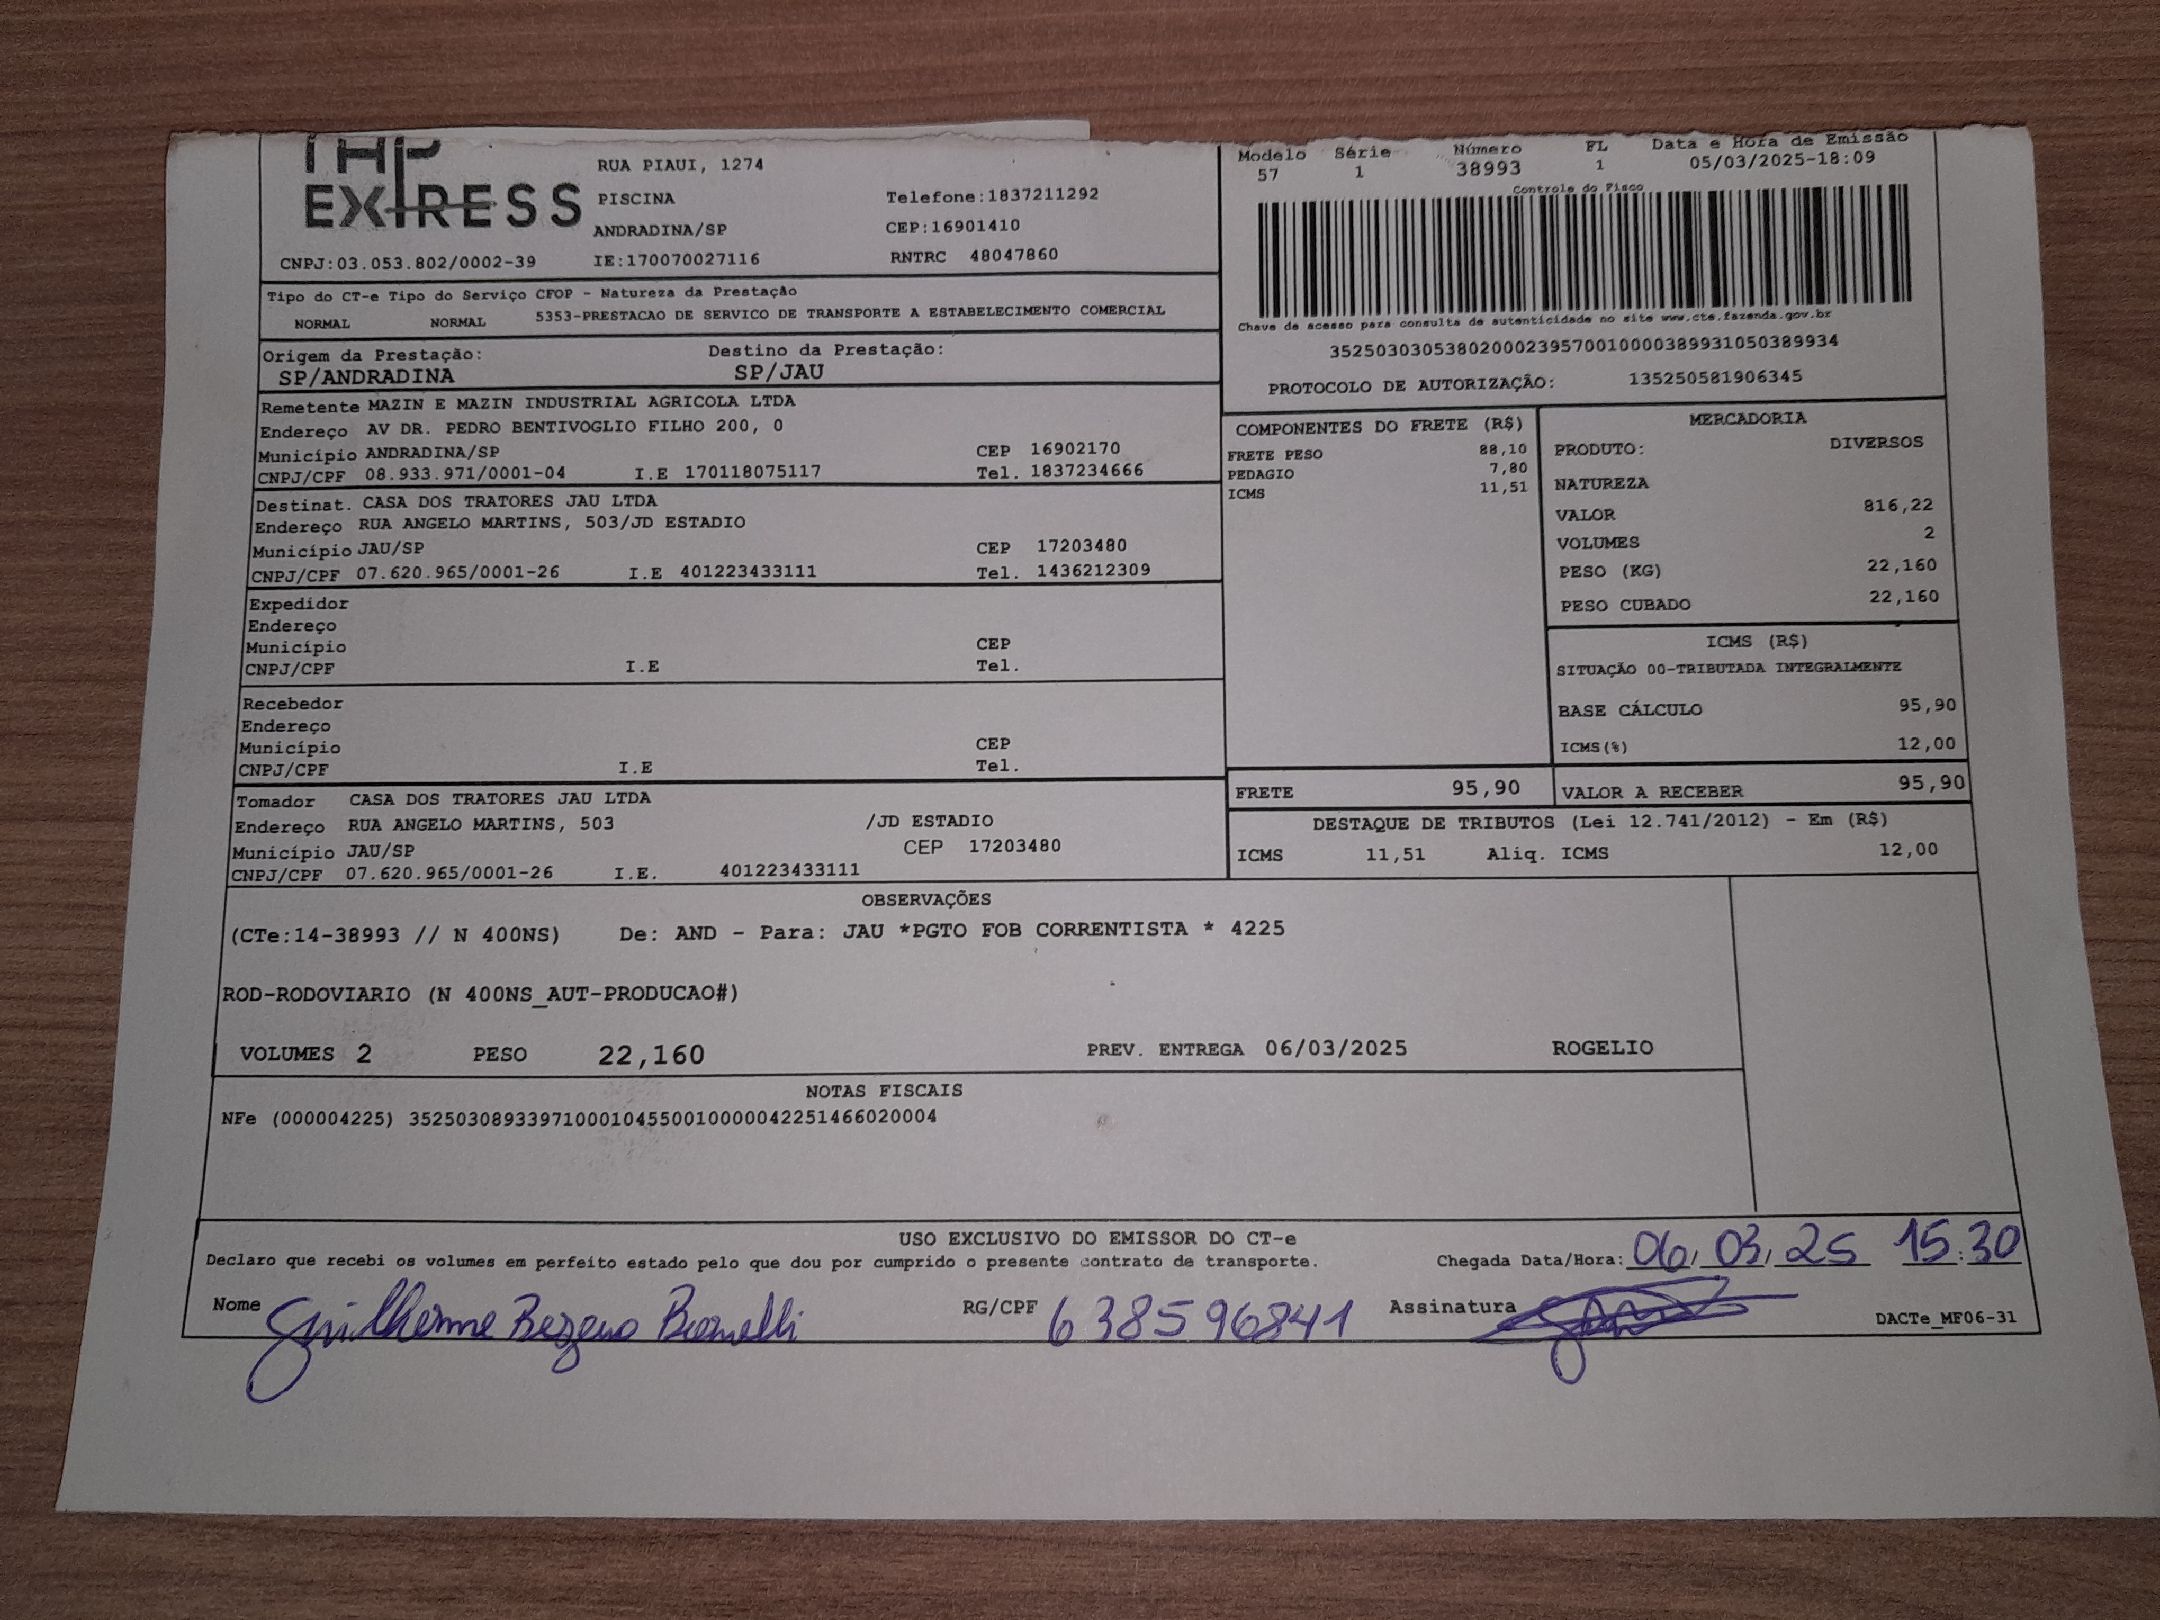 THP
EXPRESS
RUA PIAUI, 1274
PISCINA
Telefone:1837211292
ANDRADINA/SP
CEP:16901410
CNPJ:03.053.802/0002-39
IE:170070027116
RNTRC 48047860
Modelo Série Número FL Data e Hora de Emissão
57 1 38993 1 05/03/2025-18:09
Controle do Fisco
Chave de acesso para consulta de autenticidade no site www.cte.fazenda.gov.br
35250303053802000239570010000389931050389934
PROTOCOLO DE AUTORIZAÇÃO: 135250581906345
Tipo do CT-e Tipo do Serviço CFOP - Natureza da Prestação
NORMAL NORMAL 5353-PRESTACAO DE SERVICO DE TRANSPORTE A ESTABELECIMENTO COMERCIAL
Origem da Prestação: Destino da Prestação:
SP/ANDRADINA SP/JAU
Remetente MAZIN E MAZIN INDUSTRIAL AGRICOLA LTDA
Endereço AV DR. PEDRO BENTIVOGLIO FILHO 200, 0
Município ANDRADINA/SP CEP 16902170
CNPJ/CPF 08.933.971/0001-04 I.E 170118075117 Tel. 1837234666
Destinat. CASA DOS TRATORES JAU LTDA
Endereço RUA ANGELO MARTINS, 503/JD ESTADIO
Município JAU/SP CEP 17203480
CNPJ/CPF 07.620.965/0001-26 I.E 401223433111 Tel. 1436212309
Expedidor
Endereço
Município CEP
CNPJ/CPF I.E Tel.
Recebedor
Endereço
Município CEP
CNPJ/CPF I.E Tel.
Tomador CASA DOS TRATORES JAU LTDA
Endereço RUA ANGELO MARTINS, 503 /JD ESTADIO
Município JAU/SP CEP 17203480
CNPJ/CPF 07.620.965/0001-26 I.E. 401223433111
COMPONENTES DO FRETE (R$)
FRETE PESO 88,10
PEDAGIO 7,80
ICMS 11,51
MERCADORIA
PRODUTO: DIVERSOS
NATUREZA
VALOR 816,22
VOLUMES 2
PESO (KG) 22,160
PESO CUBADO 22,160
ICMS (R$)
SITUAÇÃO 00-TRIBUTADA INTEGRALMENTE
BASE CÁLCULO 95,90
ICMS(%) 12,00
FRETE 95,90 VALOR A RECEBER 95,90
DESTAQUE DE TRIBUTOS (Lei 12.741/2012) - Em (R$)
ICMS 11,51 Aliq. ICMS 12,00
OBSERVAÇÕES
(CTe:14-38993 // N 400NS) De: AND - Para: JAU *PGTO FOB CORRENTISTA * 4225
ROD-RODOVIARIO (N 400NS_AUT-PRODUCAO#)
VOLUMES 2 PESO 22,160 PREV. ENTREGA 06/03/2025 ROGELIO
NOTAS FISCAIS
NFe (000004225) 35250308933971000104550010000042251466020004
USO EXCLUSIVO DO EMISSOR DO CT-e
Declaro que recebi os volumes em perfeito estado pelo que dou por cumprido o presente contrato de transporte. Chegada Data/Hora: 06/03/25 15:30
Nome Guilherme RG/CPF 638596841 Assinatura
DACTe_MF06-31